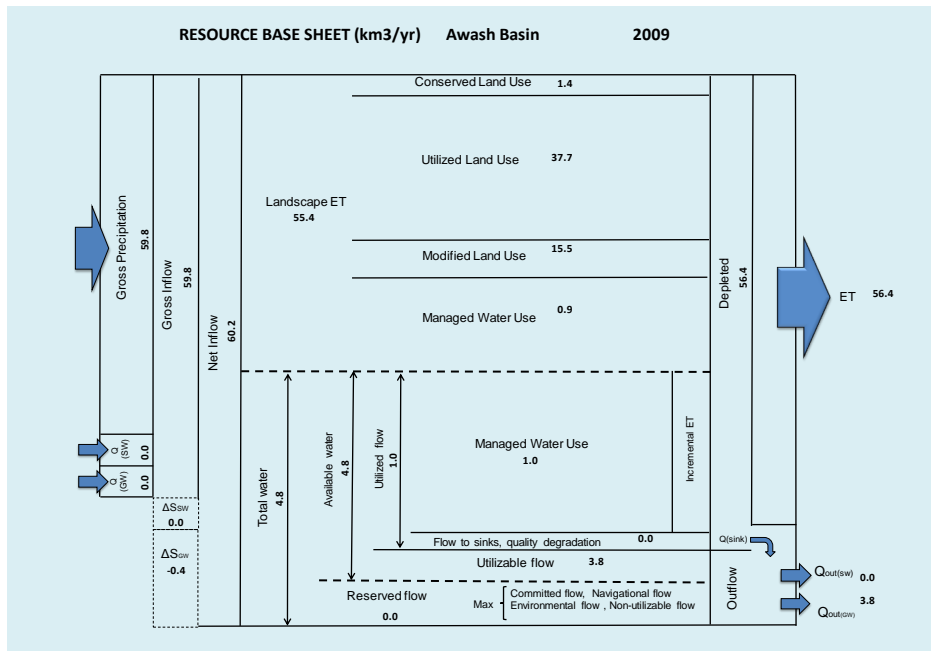 RESOURCE BASE SHEET (km3/yr) Awash Basin 2009
Conserved Land Use 1.4
Utilized Land Use 37.7
Landscape ET
55.4
Modified Land Use 15.5
Managed Water Use 0.9
Gross Precipitation
59.8
Gross Inflow
59.8
Net Inflow
60.2
Depleted
56.4
ET 56.4
Q
(SW)
0.0
Q
(GW)
0.0
ΔSsw
0.0
ΔSGW
-0.4
Total water
4.8
Available water
4.8
Utilized flow
1.0
Managed Water Use
1.0
Incremental ET
Flow to sinks, quality degradation 0.0
Q(sink)
Utilizable flow 3.8
Reserved flow
0.0
Max
Committed flow, Navigational flow
Environmental flow , Non-utilizable flow
Outflow
Qout(sw) 0.0
3.8
Qout(GW)